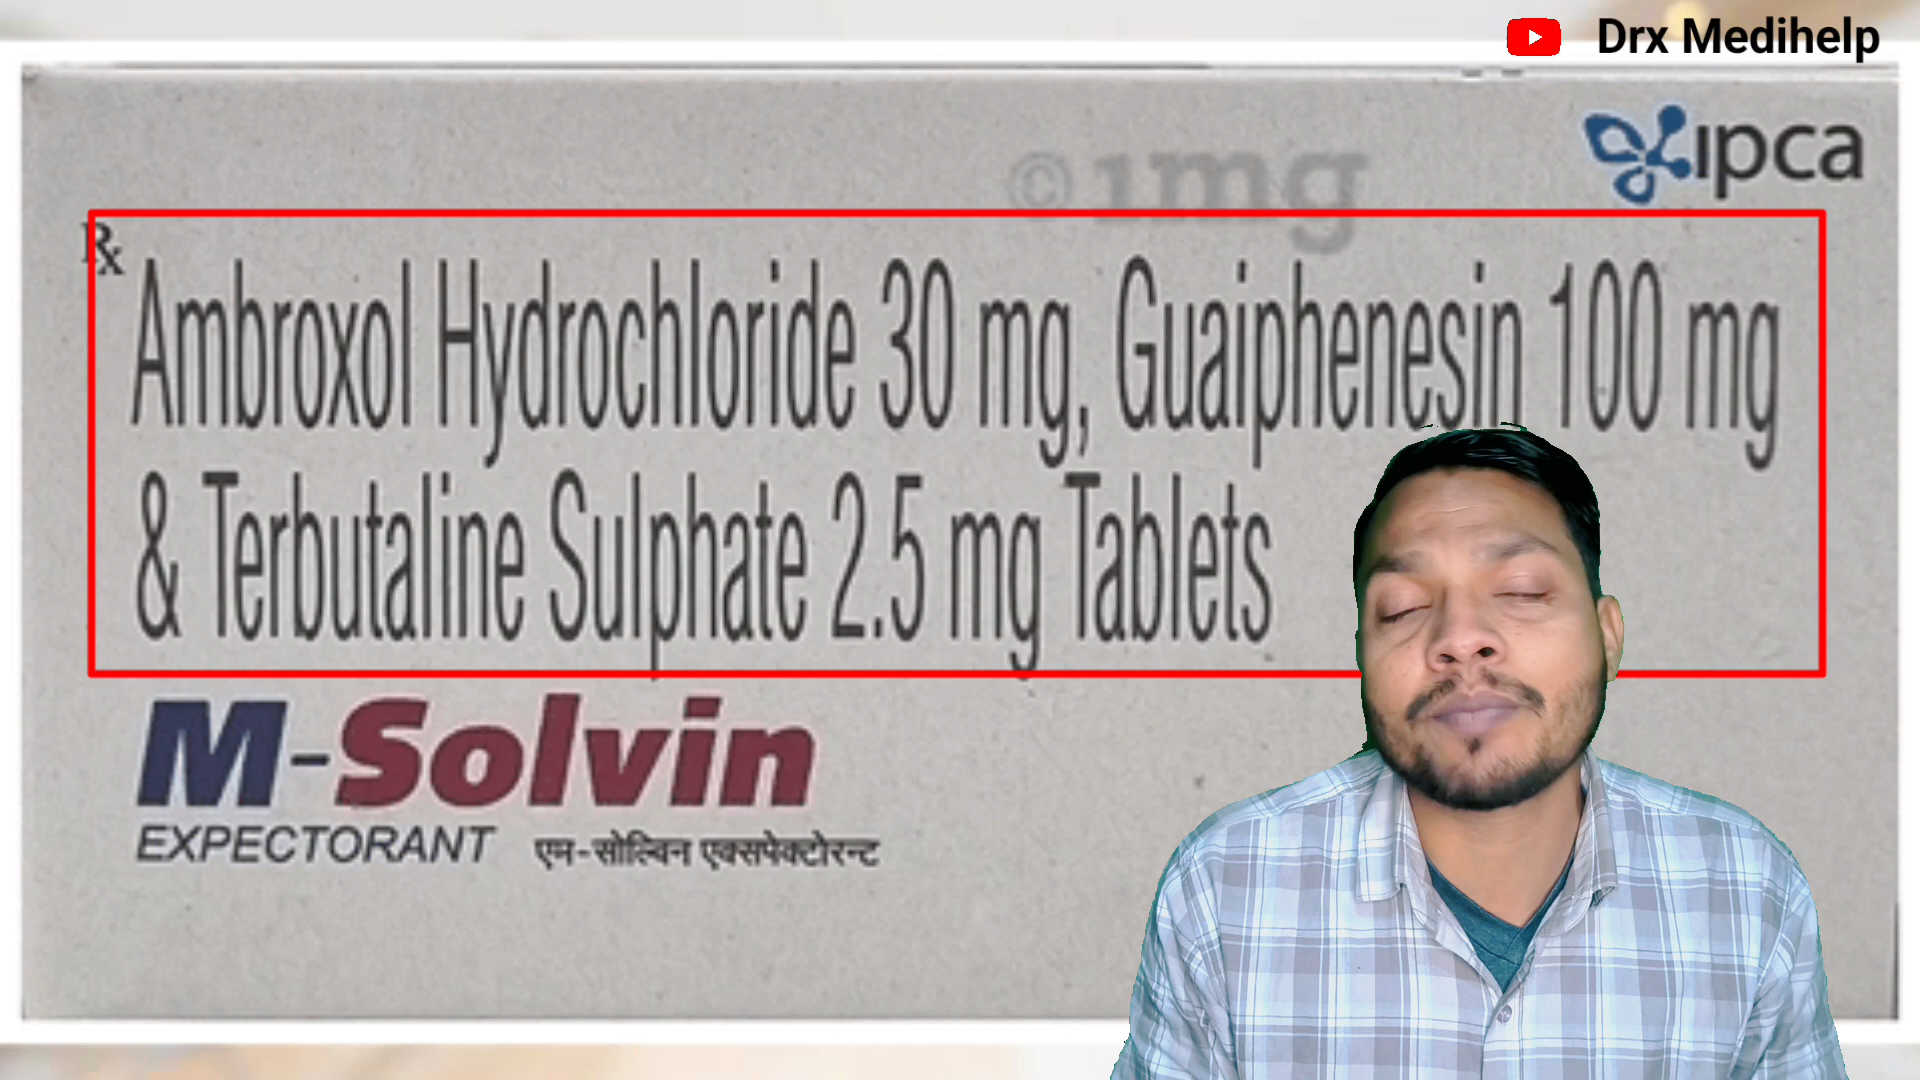 Drx Medihelp
ipca
©1mg
Rx
Ambroxol Hydrochloride 30 mg, Guaiphenesin 100 mg
& Terbutaline Sulphate 2.5 mg Tablets
M-Solvin
EXPECTORANT एम-सोल्विन एक्सपेक्टोरन्ट